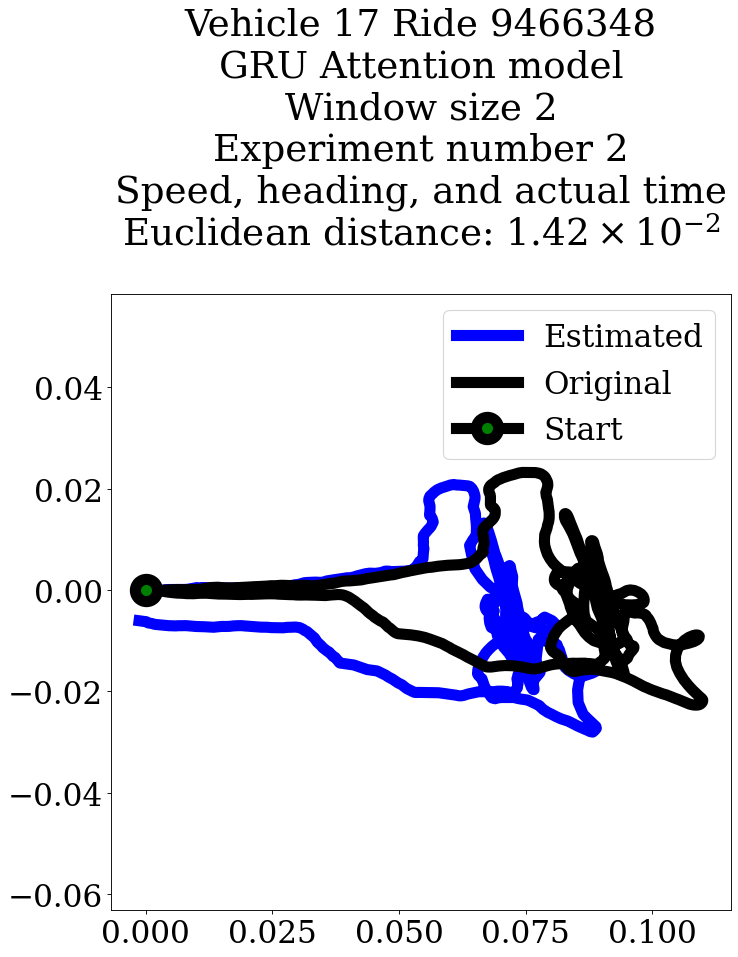 Vehicle 17 Ride 9466348
GRU Attention model
Window size 2
Experiment number 2
Speed, heading, and actual time
Euclidean distance: 1.42 × 10⁻²
Estimated
Original
Start
0.04
0.02
0.00
−0.02
−0.04
−0.06
0.000 0.025 0.050 0.075 0.100